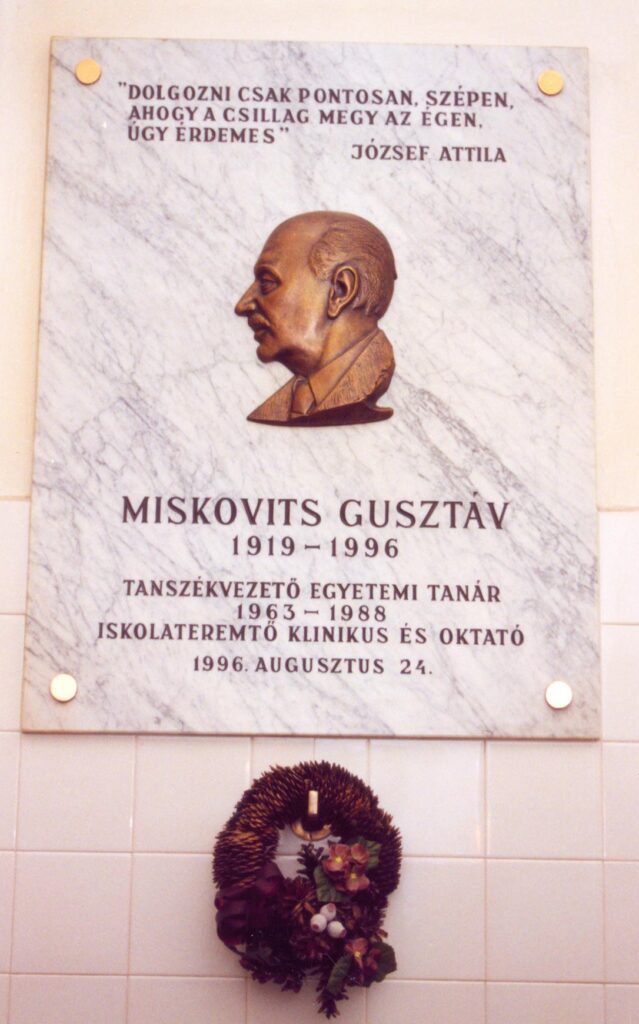 "DOLGOZNI CSAK PONTOSAN, SZÉPEN,
AHOGY A CSILLAG MEGY AZ ÉGEN,
ÚGY ÉRDEMES"
JÓZSEF ATTILA
MISKOVITS GUSZTÁV
1919 – 1996
TANSZÉKVEZETŐ EGYETEMI TANÁR
1963 – 1988
ISKOLATEREMTŐ KLINIKUS ÉS OKTATÓ
1996. AUGUSZTUS 24.